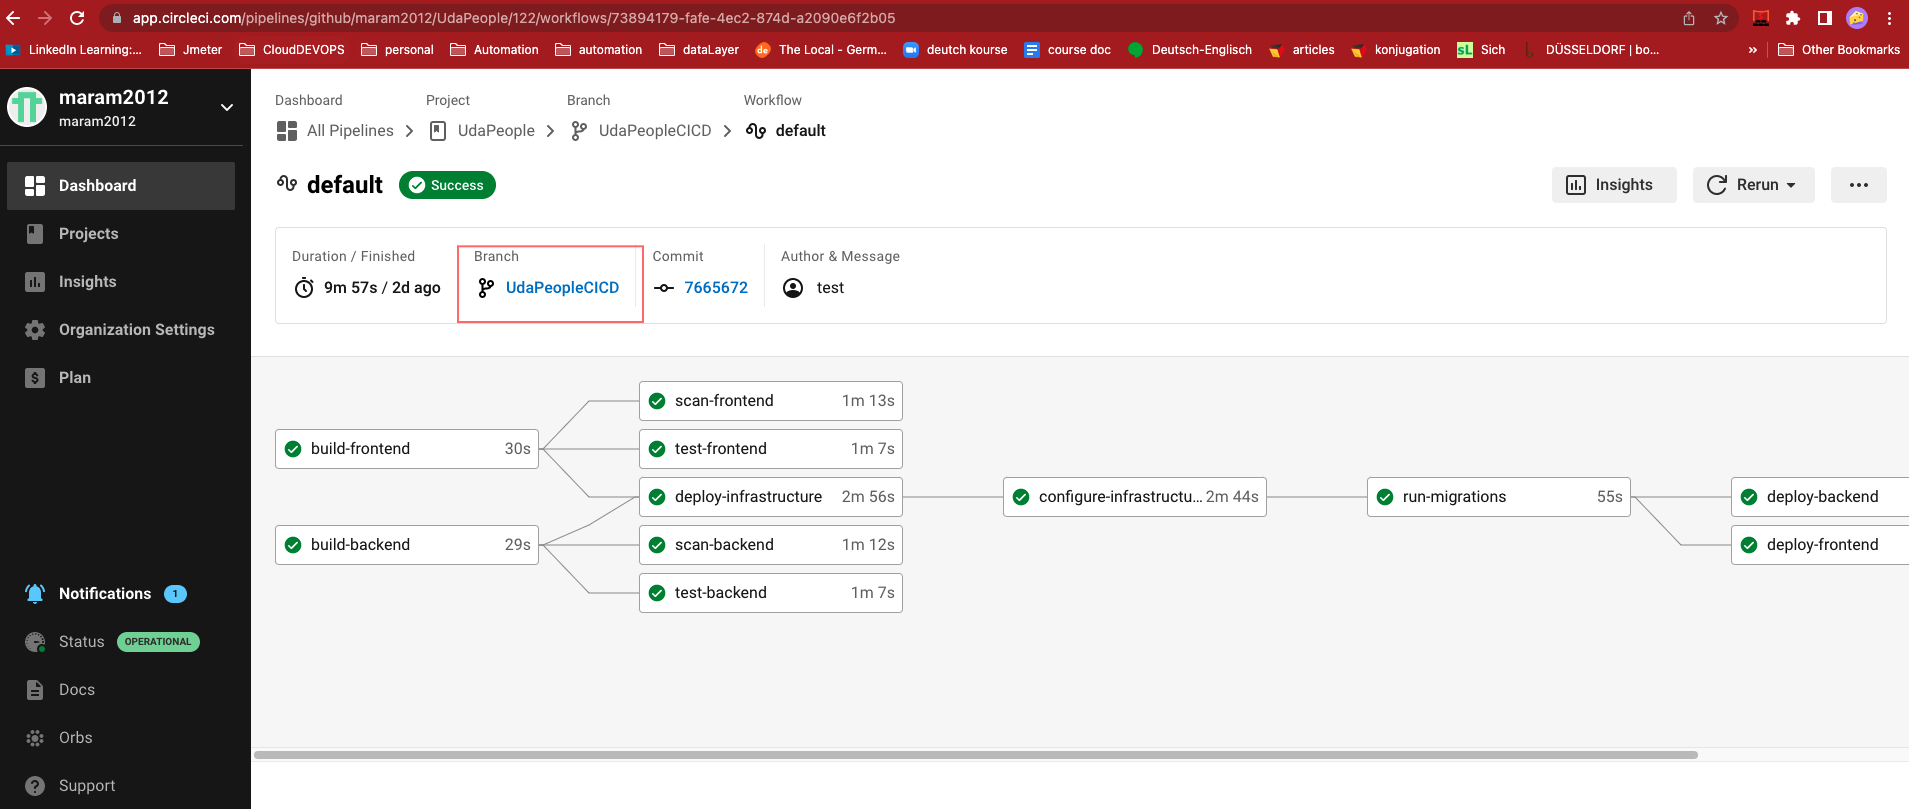 app.circleci.com/pipelines/github/maram2012/UdaPeople/122/workflows/73894179-fafe-4ec2-874d-a2090e6f2b05
LinkedIn Learning:... Jmeter CloudDEVOPS personal Automation automation dataLayer The Local - Germ... deutch kourse course doc Deutsch-Englisch articles konjugation sL Sich DÜSSELDORF | bo... » Other Bookmarks
maram2012
maram2012
Dashboard
Projects
Insights
Organization Settings
Plan
Notifications 1
Status OPERATIONAL
Docs
Orbs
Support
Dashboard Project Branch Workflow
All Pipelines UdaPeople UdaPeopleCICD default
default Success Insights Rerun
Duration / Finished Branch Commit Author & Message
9m 57s / 2d ago UdaPeopleCICD 7665672 test
scan-frontend 1m 13s
build-frontend 30s test-frontend 1m 7s
deploy-infrastructure 2m 56s configure-infrastructu... 2m 44s run-migrations 55s deploy-backend
build-backend 29s scan-backend 1m 12s deploy-frontend
test-backend 1m 7s